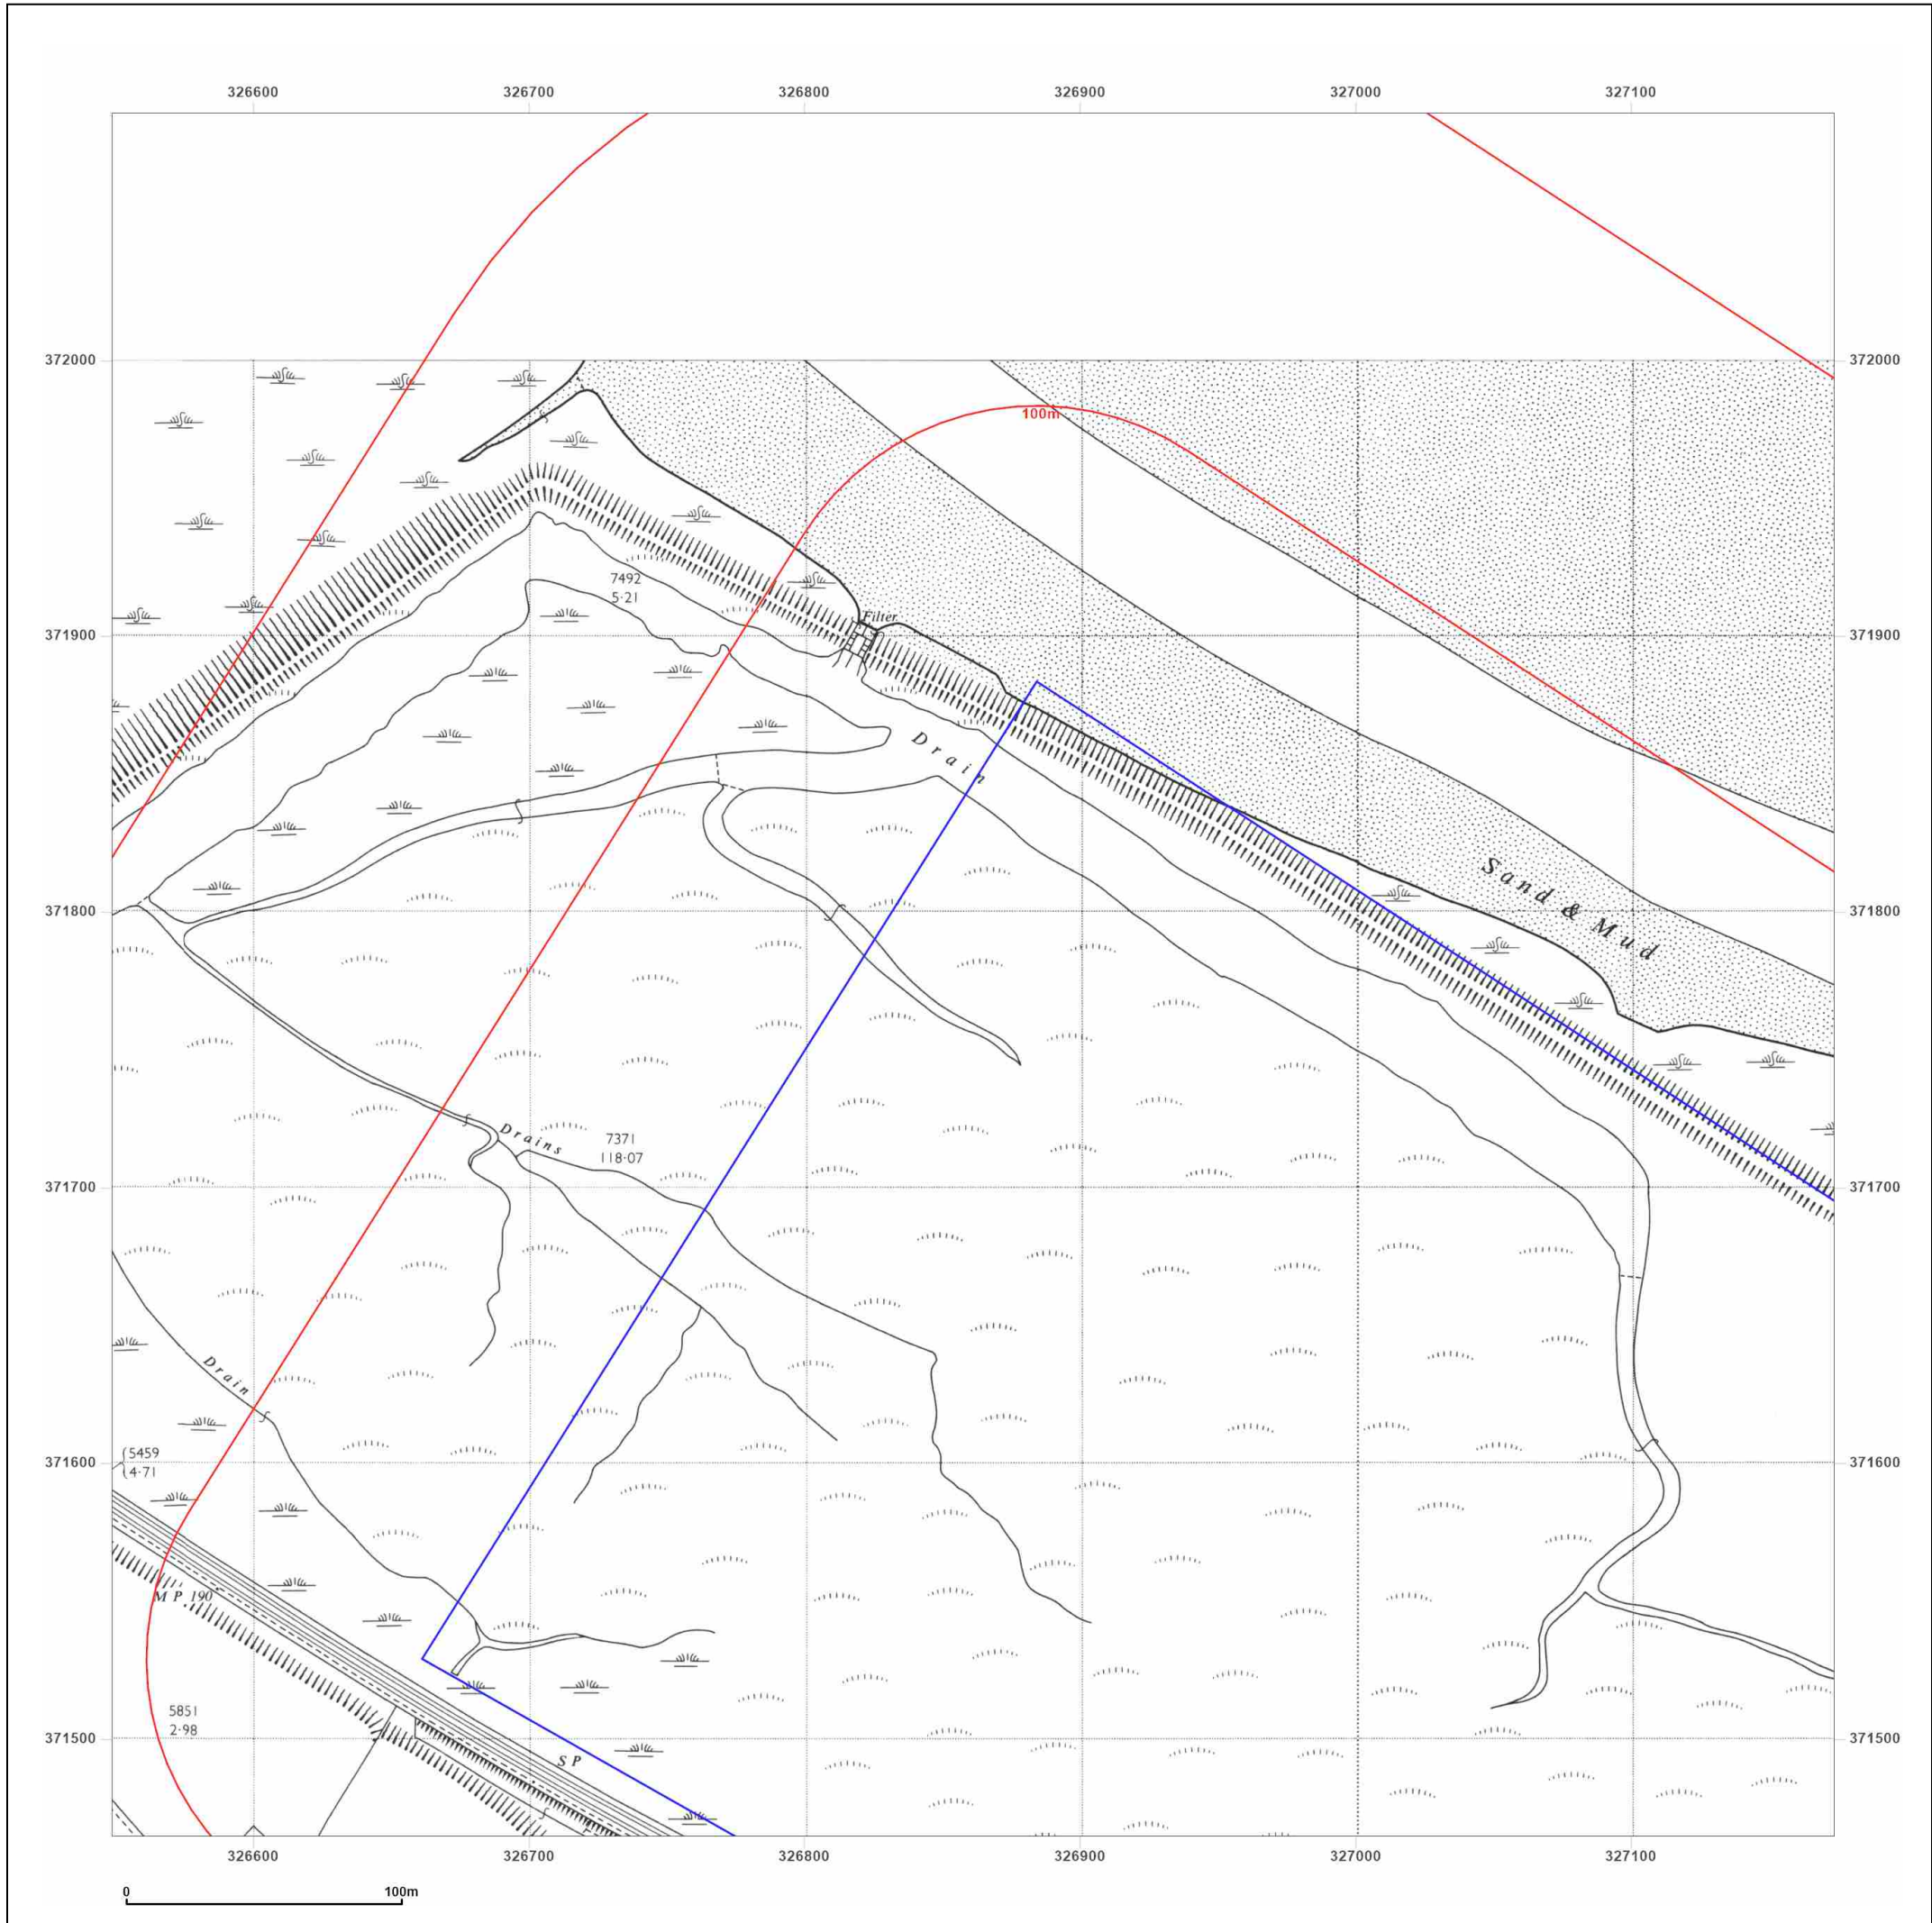 326600 326700 326800 326900 327000 327100
372000 372000
100m
7492
5·21
Filter
371900 371900
Drain
Sand & Mud
371800 371800
Drains
7371
118·07
371700 371700
Drain
5459
4·71
371600 371600
M P 190
5851
2·98
371500 371500
S P
326600 326700 326800 326900 327000 327100
0 100m